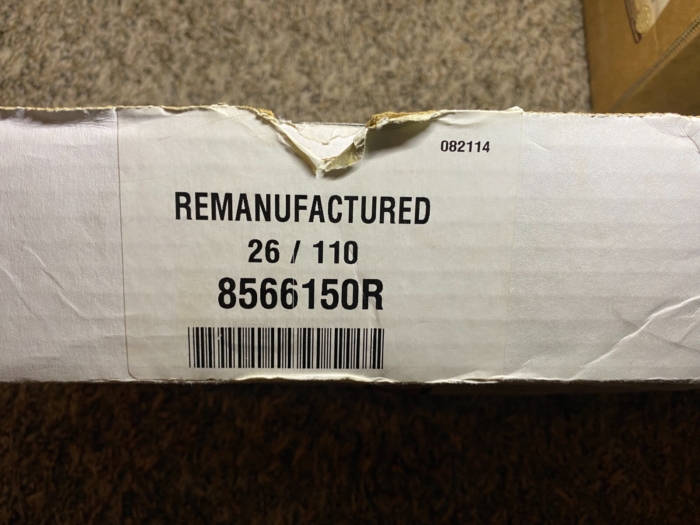 082114
REMANUFACTURED
26 / 110
8566150R